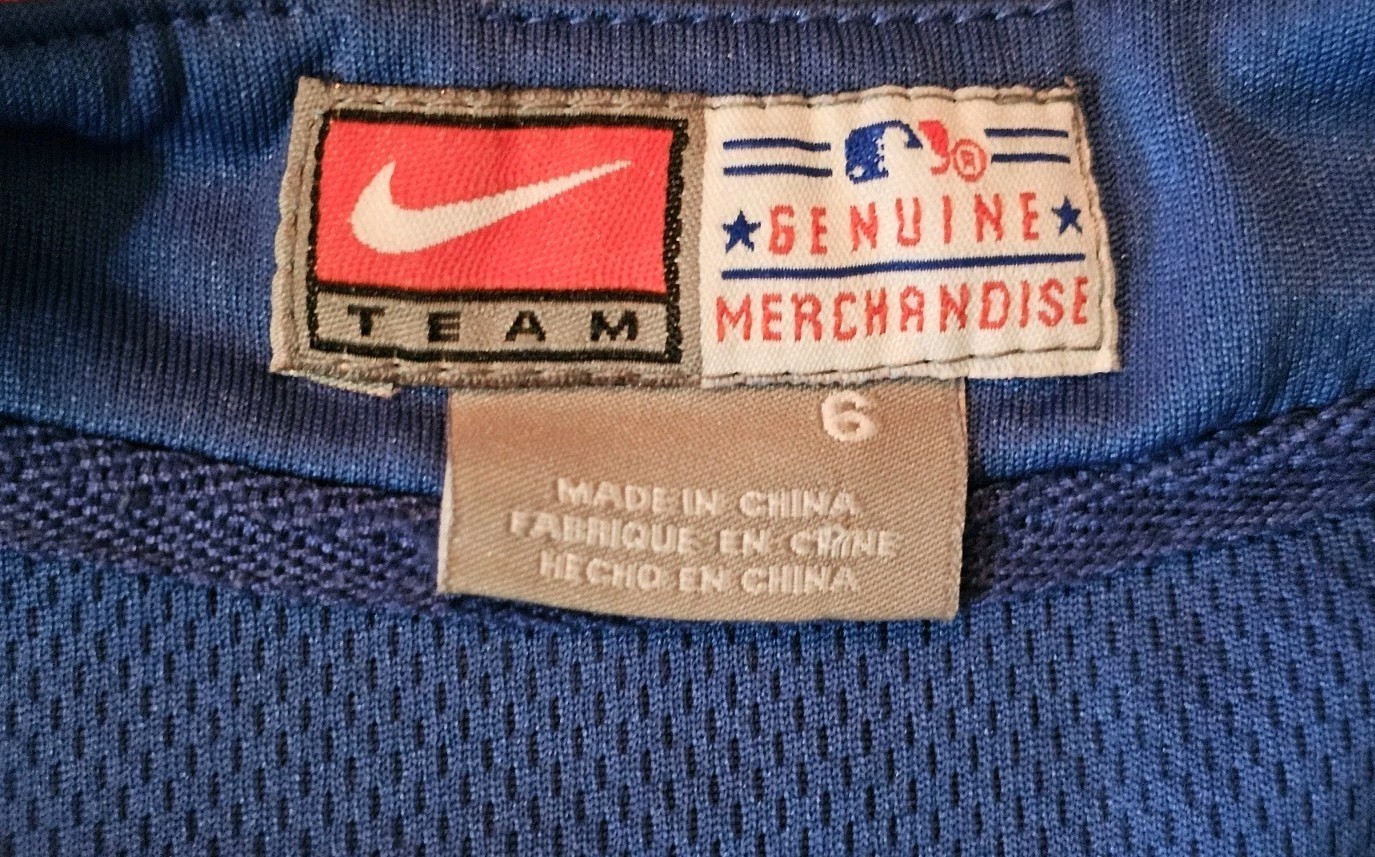 TEAM
®
GENUINE
MERCHANDISE
6
MADE IN CHINA
FABRIQUE EN CHINE
HECHO EN CHINA